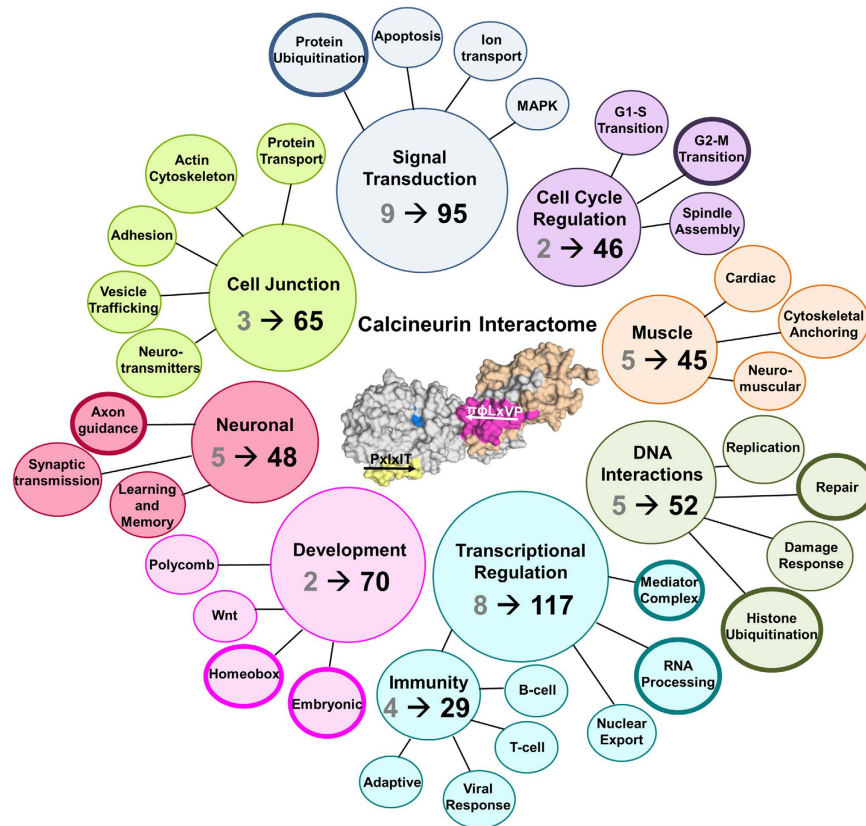 Protein
Ubiquitination
Apoptosis
Ion
transport
MAPK
Signal
Transduction
9 → 95
G1-S
Transition
G2-M
Transition
Spindle
Assembly
Cell Cycle
Regulation
2 → 46
Protein
Transport
Actin
Cytoskeleton
Adhesion
Vesicle
Trafficking
Neuro-
transmitters
Cell Junction
3 → 65
Calcineurin Interactome
Cardiac
Cytoskeletal
Anchoring
Neuro-
muscular
Muscle
5 → 45
πφLxVP
PxIxIT
Axon
guidance
Synaptic
transmission
Learning
and
Memory
Neuronal
5 → 48
DNA
Interactions
5 → 52
Replication
Repair
Damage
Response
Histone
Ubiquitination
Development
2 → 70
Polycomb
Wnt
Homeobox
Embryonic
Transcriptional
Regulation
8 → 117
Mediator
Complex
RNA
Processing
Nuclear
Export
Immunity
4 → 29
B-cell
T-cell
Viral
Response
Adaptive